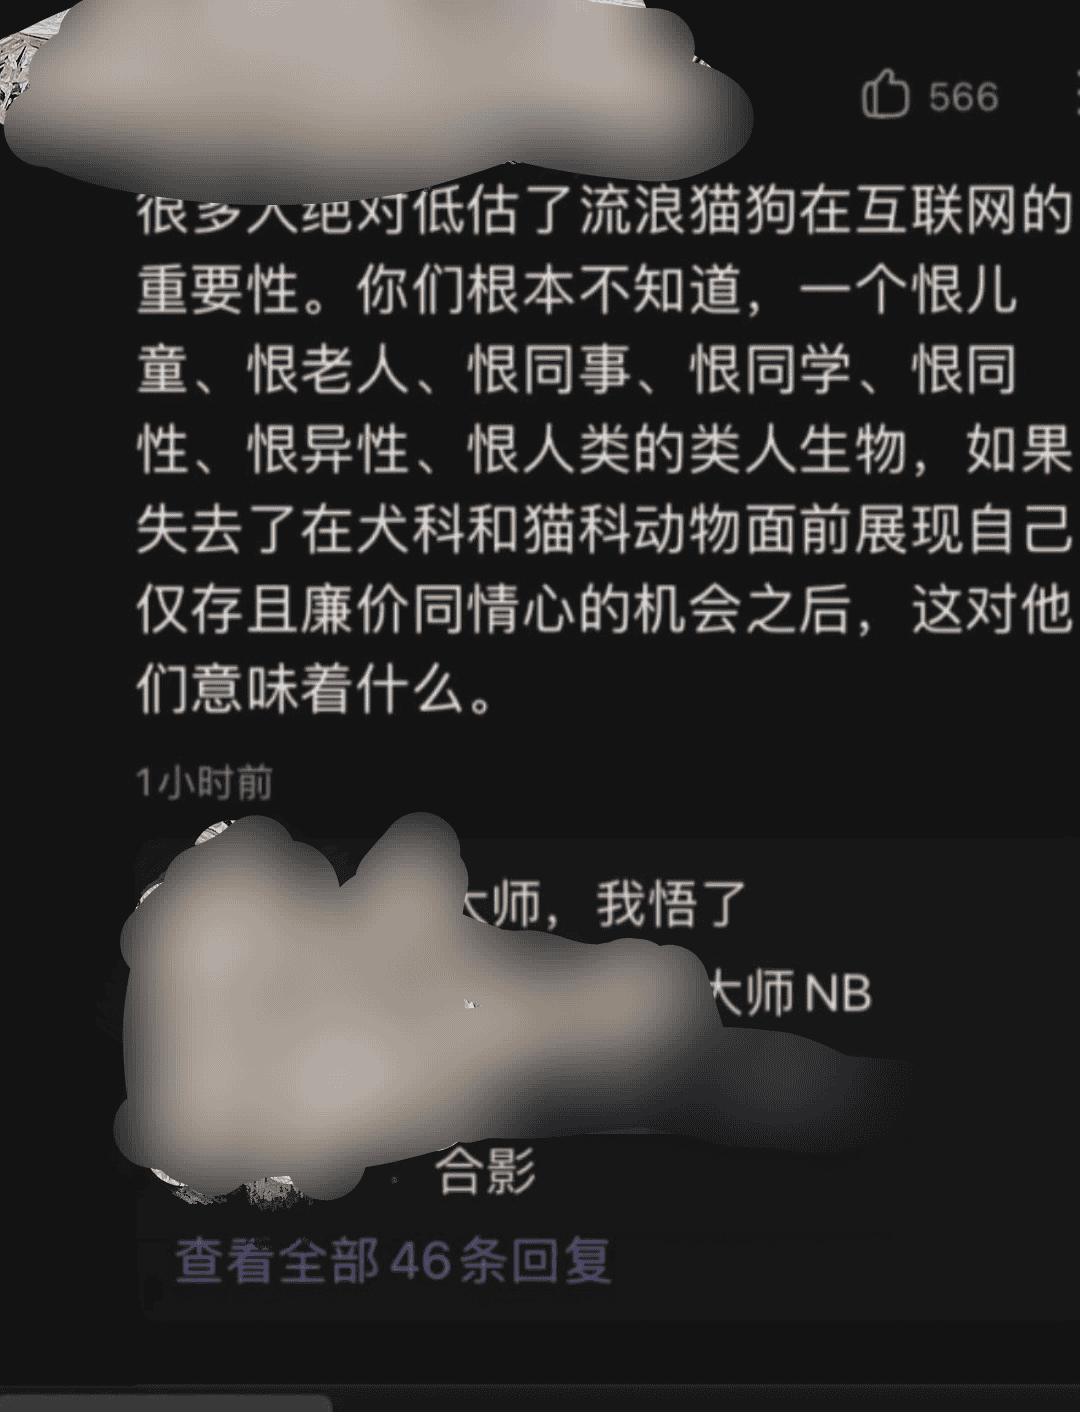 566
很多人绝对低估了流浪猫狗在互联网的
重要性。你们根本不知道，一个恨儿
童、恨老人、恨同事、恨同学、恨同
性、恨异性、恨人类的类人生物，如果
失去了在犬科和猫科动物面前展现自己
仅存且廉价同情心的机会之后，这对他
们意味着什么。
1小时前
大师，我悟了
大师NB
合影
查看全部46条回复